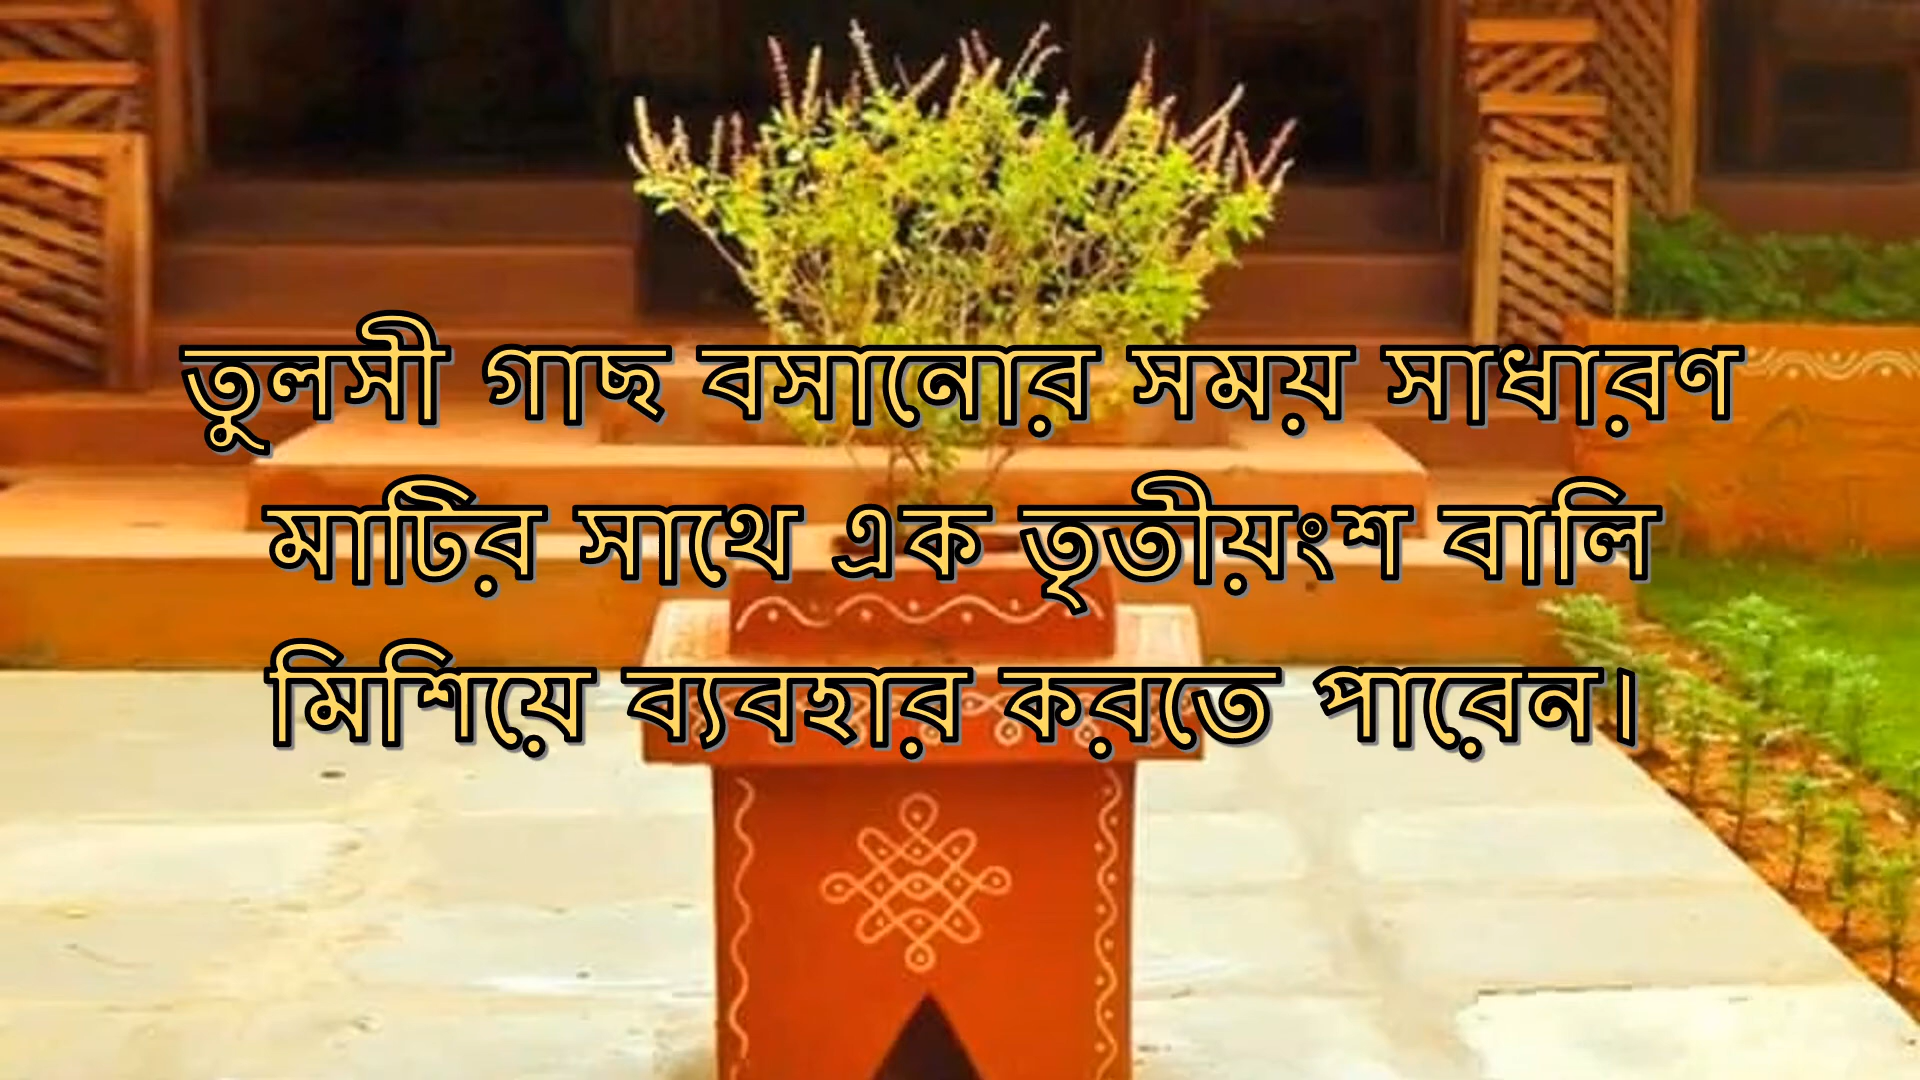 তুলসী গাছ বসানোর সময় সাধারণ
মাটির সাথে এক তৃতীয়ংশ বালি
মিশিয়ে ব্যবহার করতে পারেন।